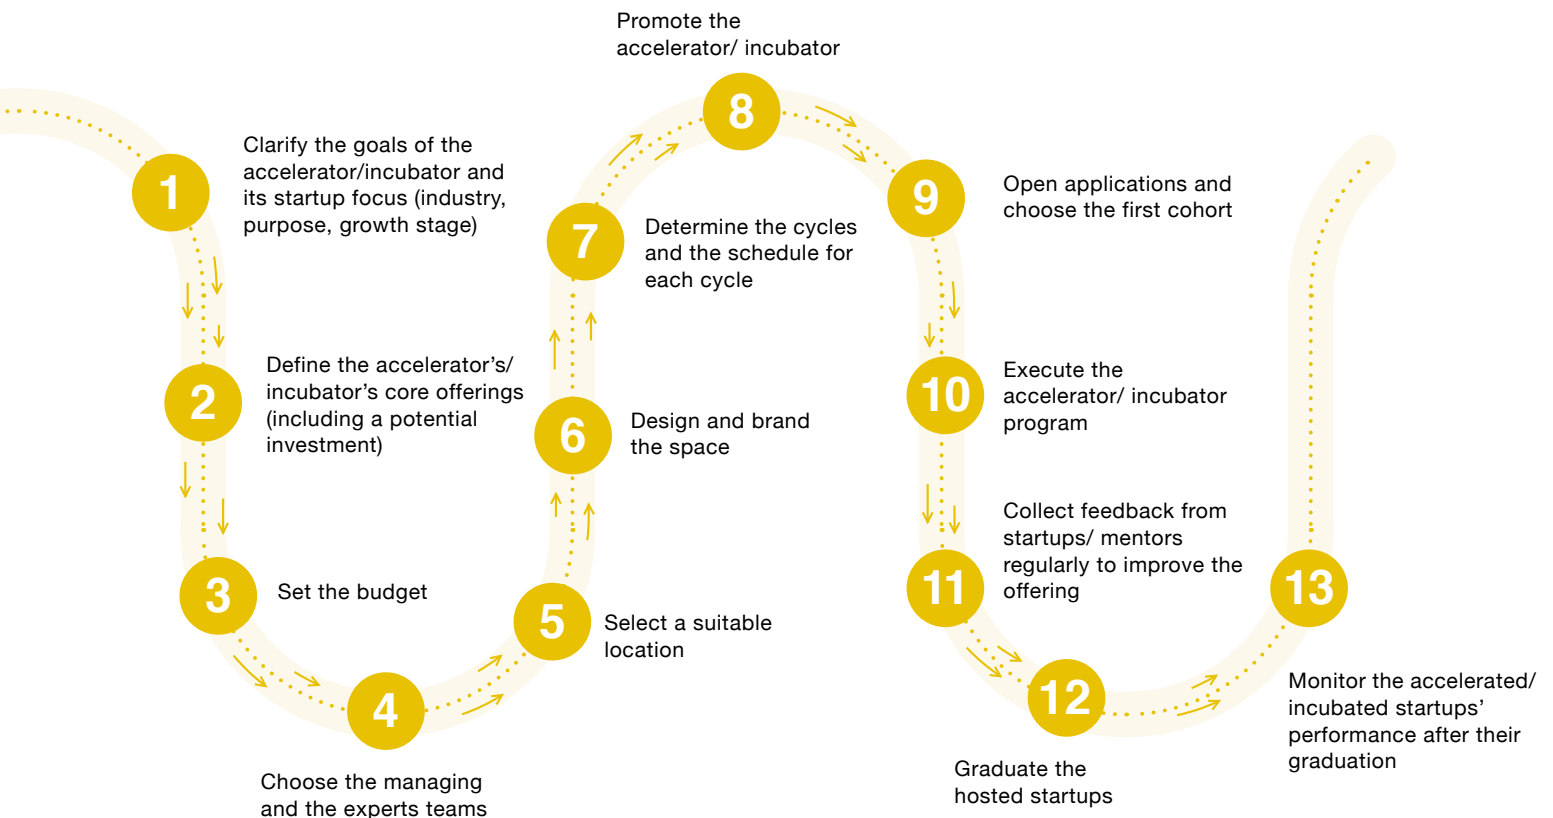 1
Clarify the goals of the
accelerator/incubator and
its startup focus (industry,
purpose, growth stage)
2
Define the accelerator’s/
incubator’s core offerings
(including a potential
investment)
3
Set the budget
4
Choose the managing
and the experts teams
5
Select a suitable
location
6
Design and brand
the space
7
Determine the cycles
and the schedule for
each cycle
8
Promote the
accelerator/ incubator
9
Open applications and
choose the first cohort
10
Execute the
accelerator/ incubator
program
11
Collect feedback from
startups/ mentors
regularly to improve the
offering
12
Graduate the
hosted startups
13
Monitor the accelerated/
incubated startups’
performance after their
graduation